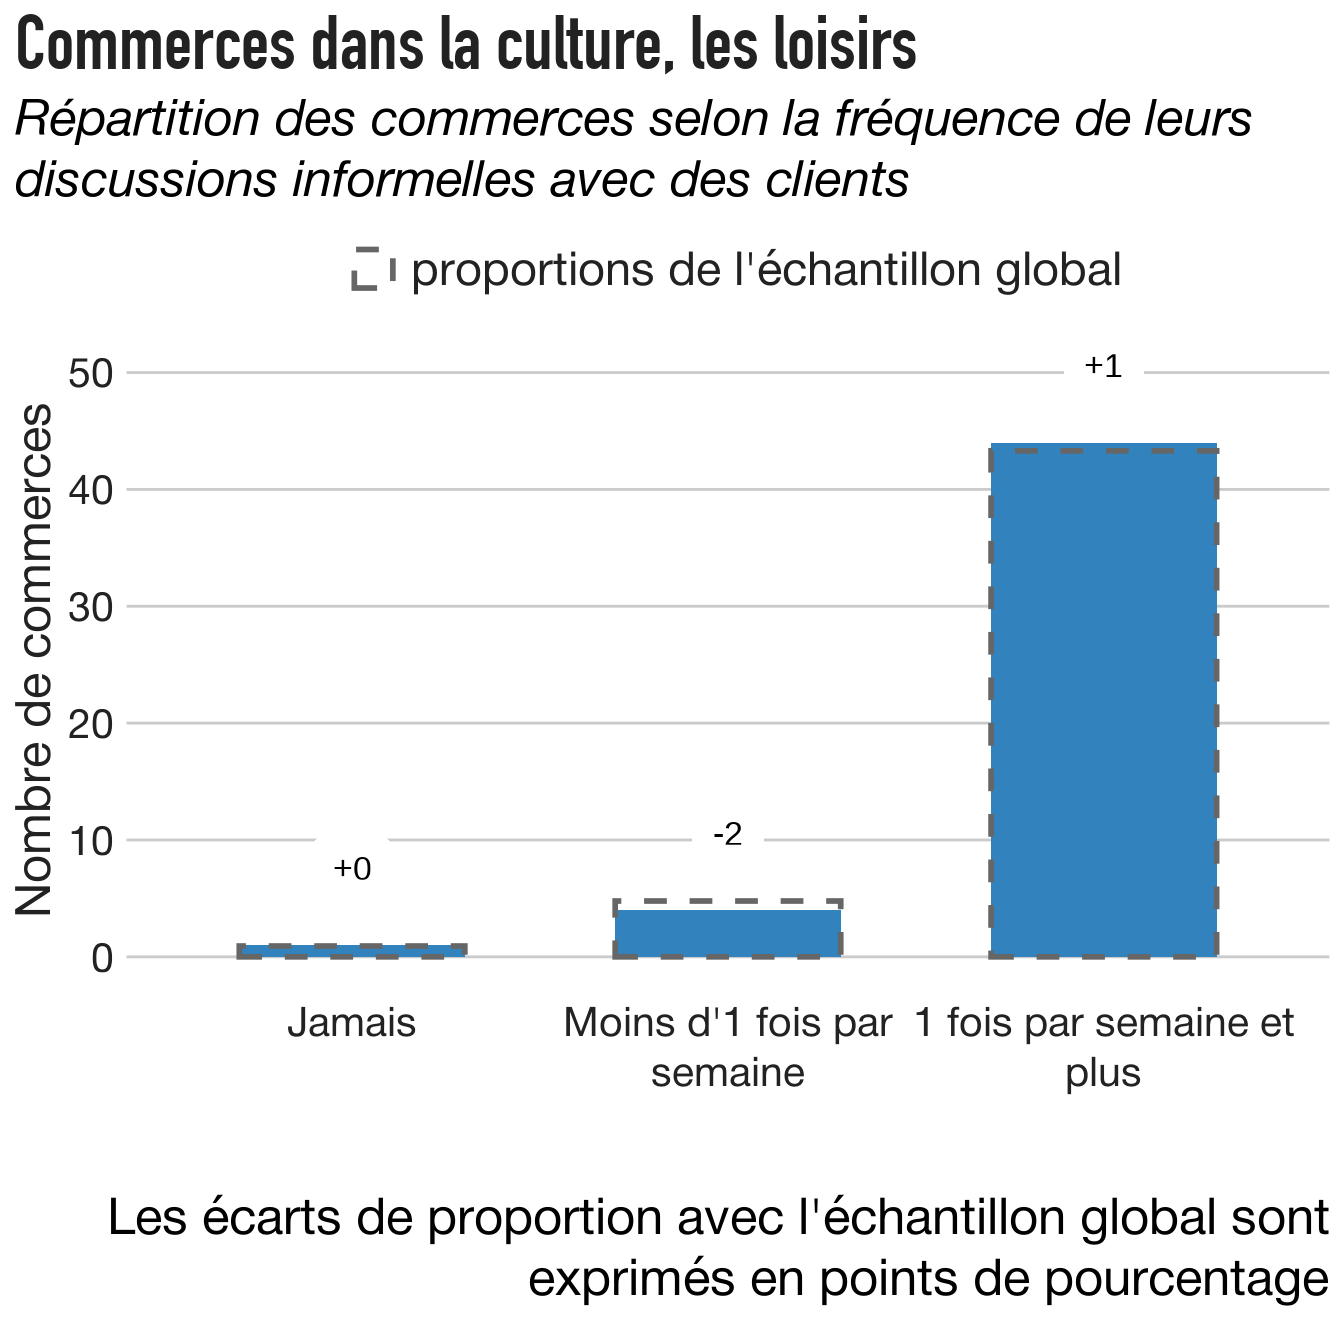 Commerces dans la culture, les loisirs
Répartition des commerces selon la fréquence de leurs
discussions informelles avec des clients
proportions de l'échantillon global
Nombre de commerces
50
40
30
20
10
0
+0
-2
+1
Jamais
Moins d'1 fois par
semaine
1 fois par semaine et
plus
Les écarts de proportion avec l'échantillon global sont
exprimés en points de pourcentage